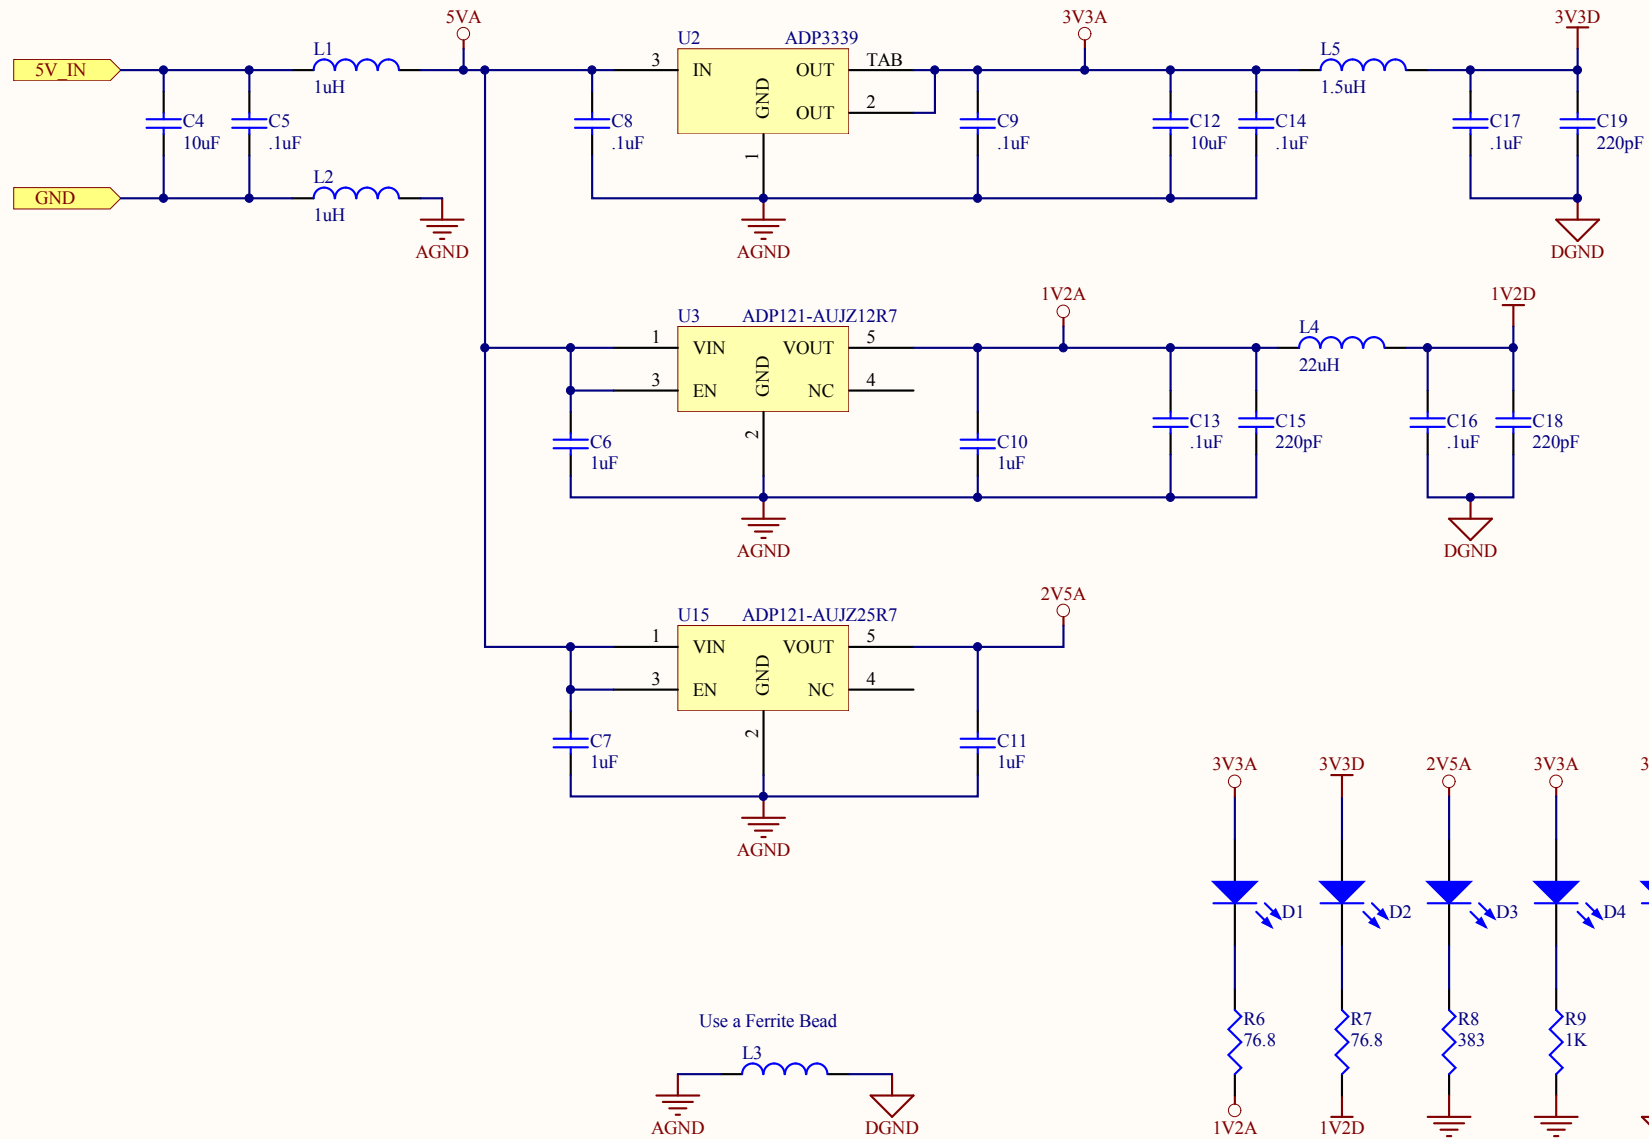 5VA
3V3A
3V3D
U2
ADP3339
L1
L5
5V_IN
3
IN
OUT
TAB
1uH
1.5uH
GND
OUT
2
C4
10uF
C5
.1uF
C8
.1uF
C9
.1uF
C12
10uF
C14
.1uF
C17
.1uF
C19
220pF
1
L2
GND
1uH
AGND
AGND
DGND
1V2A
1V2D
U3
ADP121-AUJZ12R7
L4
1
VIN
VOUT
5
22uH
GND
3
EN
NC
4
2
C6
1uF
C10
1uF
C13
.1uF
C15
220pF
C16
.1uF
C18
220pF
AGND
DGND
2V5A
U15
ADP121-AUJZ25R7
1
VIN
VOUT
5
GND
3
EN
NC
4
2
C7
1uF
C11
1uF
AGND
3V3A
3V3D
2V5A
3V3A
3
D1
D2
D3
D4
Use a Ferrite Bead
L3
R6
76.8
R7
76.8
R8
383
R9
1K
AGND
DGND
1V2A
1V2D